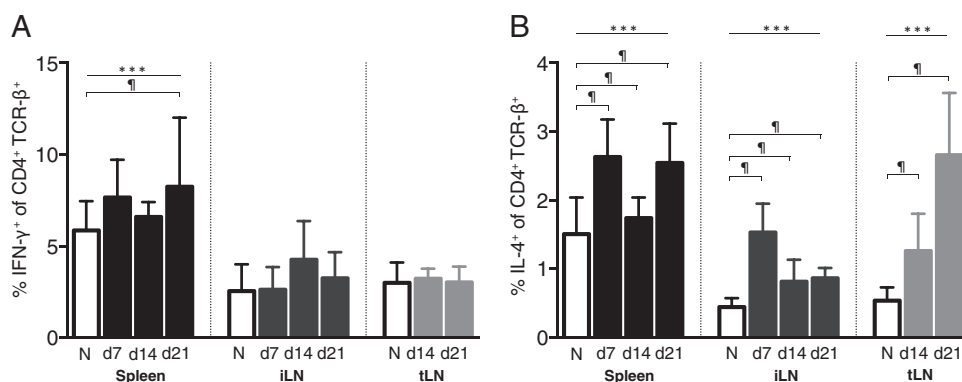 A
% IFN-γ⁺ of CD4⁺ TCR-β⁺
15
10
5
0
***
¶
N d7 d14 d21
Spleen
N d7 d14 d21
iLN
N d14 d21
tLN
B
% IL-4⁺ of CD4⁺ TCR-β⁺
4
3
2
1
0
*** *** ***
¶
¶
¶
¶
¶
¶
¶
¶
N d7 d14 d21
Spleen
N d7 d14 d21
iLN
N d14 d21
tLN